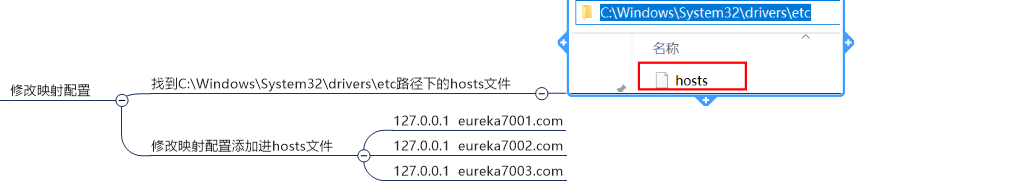 C:\Windows\System32\drivers\etc
名称
hosts
修改映射配置
找到C:\Windows\System32\drivers\etc路径下的hosts文件
修改映射配置添加进hosts文件
127.0.0.1 eureka7001.com
127.0.0.1 eureka7002.com
127.0.0.1 eureka7003.com